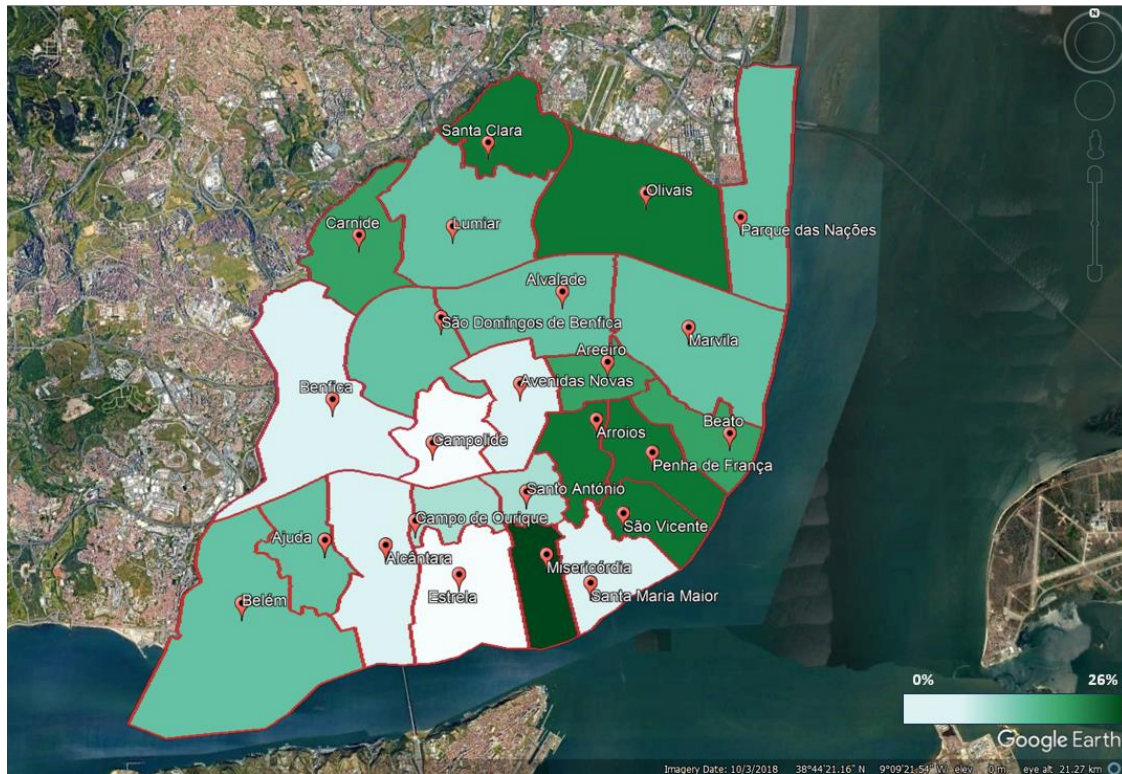 N
Santa Clara
Olivais
Carnide
Lumiar
Parque das Nações
Alvalade
São Domingos de Benfica
Marvila
Areeiro
Benfica
Avenidas Novas
Beato
Arroios
Campolide
Penha de França
Santo António
Campo de Ourique
São Vicente
Ajuda
Alcântara
Misericórdia
Estrela
Santa Maria Maior
Belém
0% 26%
Google Earth
Imagery Date: 10/3/2018 38°44'21.16" N 9°09'21.54" W elev 0 m eye alt 21.27 km